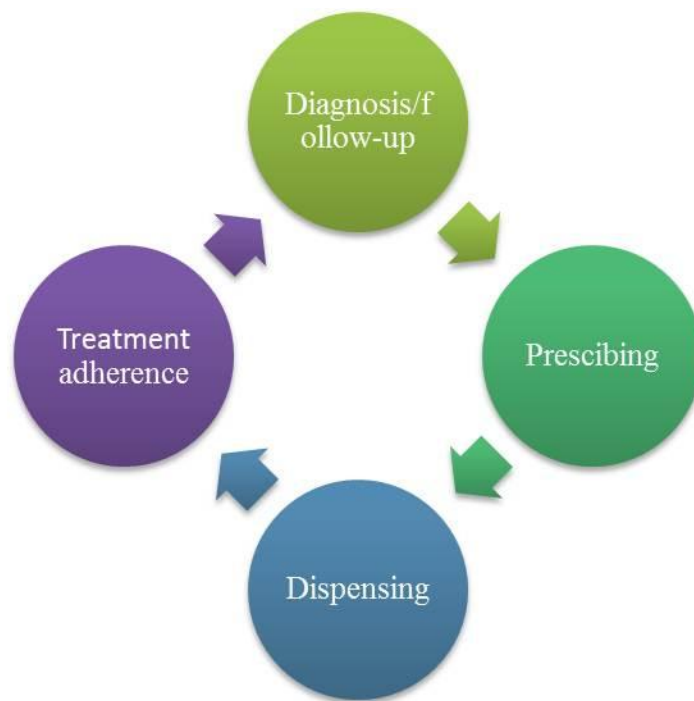 Diagnosis/f
ollow-up
Prescibing
Dispensing
Treatment
adherence